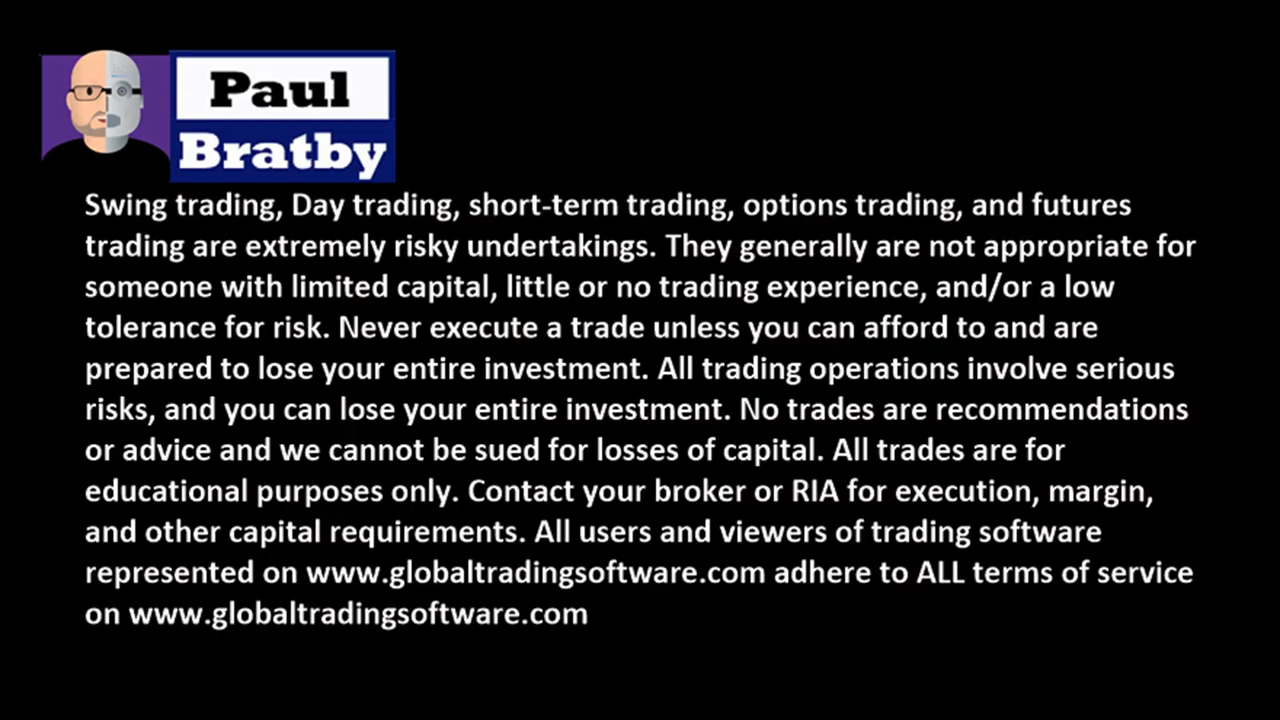 Paul
Bratby
Swing trading, Day trading, short-term trading, options trading, and futures
trading are extremely risky undertakings. They generally are not appropriate for
someone with limited capital, little or no trading experience, and/or a low
tolerance for risk. Never execute a trade unless you can afford to and are
prepared to lose your entire investment. All trading operations involve serious
risks, and you can lose your entire investment. No trades are recommendations
or advice and we cannot be sued for losses of capital. All trades are for
educational purposes only. Contact your broker or RIA for execution, margin,
and other capital requirements. All users and viewers of trading software
represented on www.globaltradingsoftware.com adhere to ALL terms of service
on www.globaltradingsoftware.com